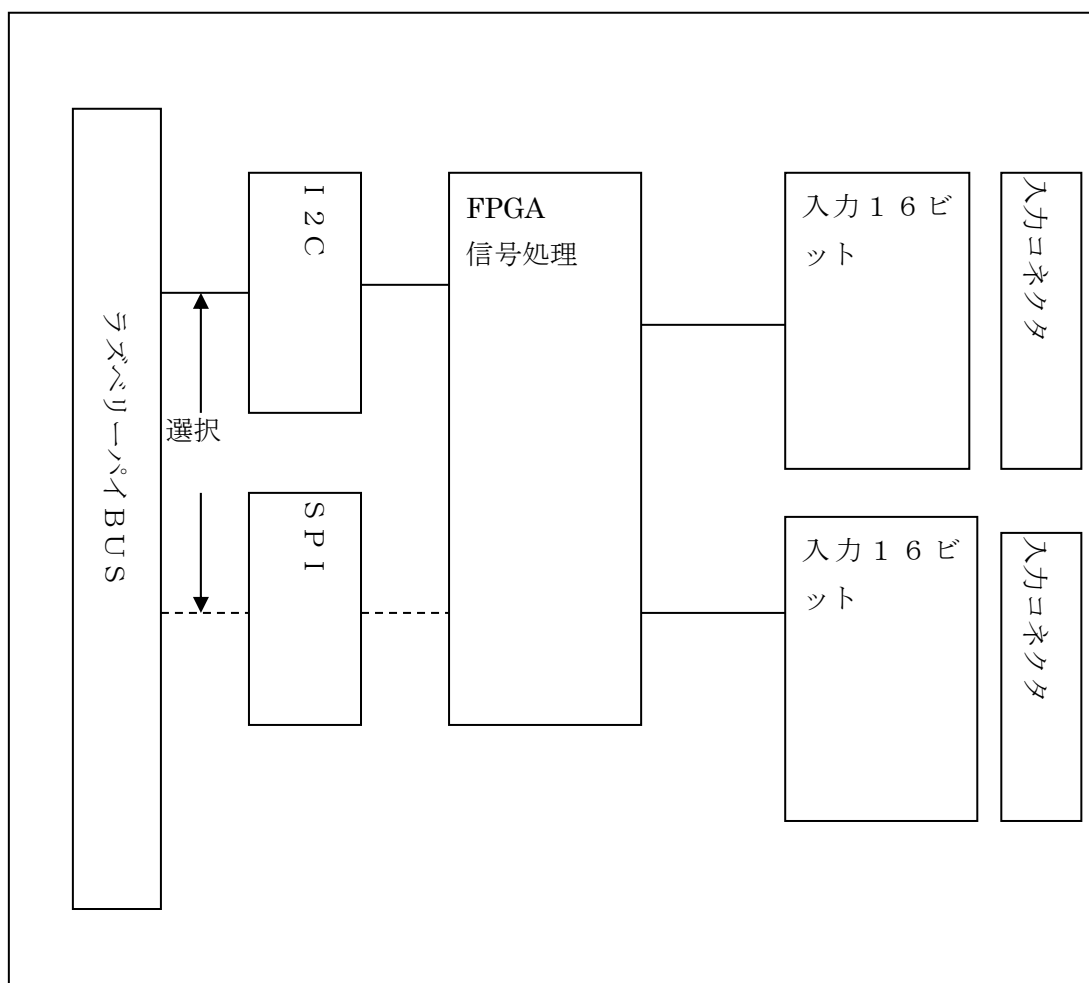 ラズベリーパイＢＵＳ
Ｉ２Ｃ
選択
ＳＰＩ
FPGA
信号処理
入力１６ビ
ット
入力コネクタ
入力１６ビ
ット
入力コネクタ